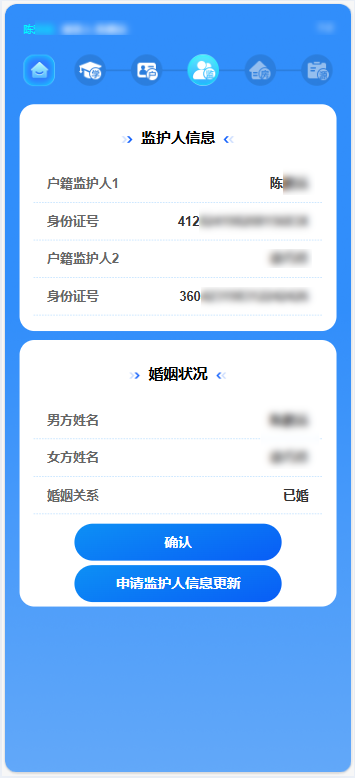 陈
监护人信息
户籍监护人1 陈
身份证号 412
户籍监护人2
身份证号 360
婚姻状况
男方姓名
女方姓名
婚姻关系 已婚
确认
申请监护人信息更新